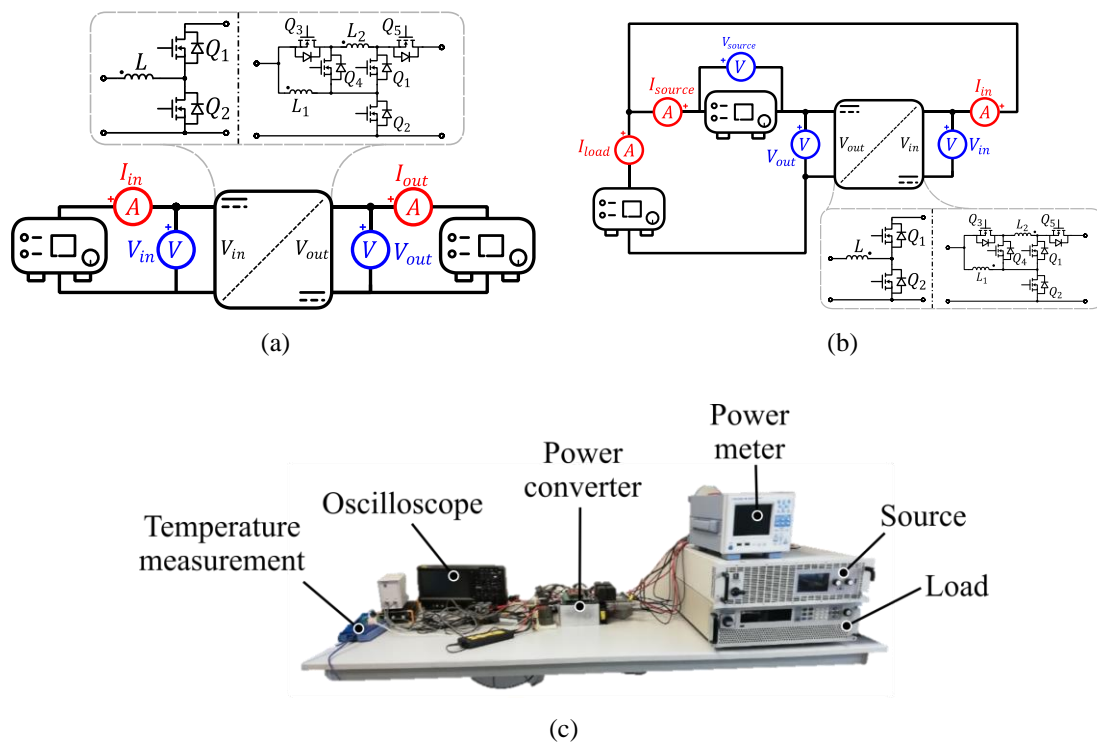 Q3
L2
Q5
Q1
L
Q4
Q1
L1
Q2
Q2
Iin
A
Iout
A
Vin
V
Vin
Vout
V
Vout
(a)
Vsource
V
Isource
A
Iin
A
Iload
A
Vout
V
Vout
Vin
V
Vin
Q3
L2
Q5
Q1
L
Q4
Q1
L1
Q2
Q2
(b)
Power
meter
Power
converter
Oscilloscope
Source
Temperature
measurement
Load
(c)